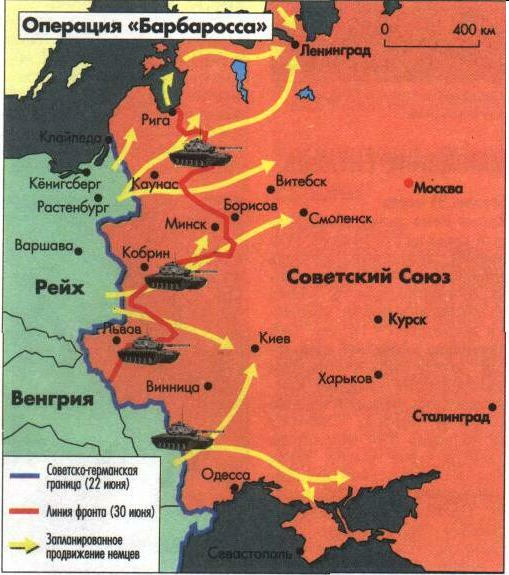 Операция «Барбаросса»
Ленинград
0 400 км
Рига
Клайпеда
Кёнигсберг
Каунас
Витебск
Москва
Растенбург
Борисов
Смоленск
Минск
Варшава
Кобрин
Рейх
Советский Союз
Курск
Львов
Киев
Венгрия
Винница
Харьков
Сталинград
Советско-германская
граница (22 июня)
Линия фронта (30 июня)
Запланированное
продвижение немцев
Одесса
Севастополь